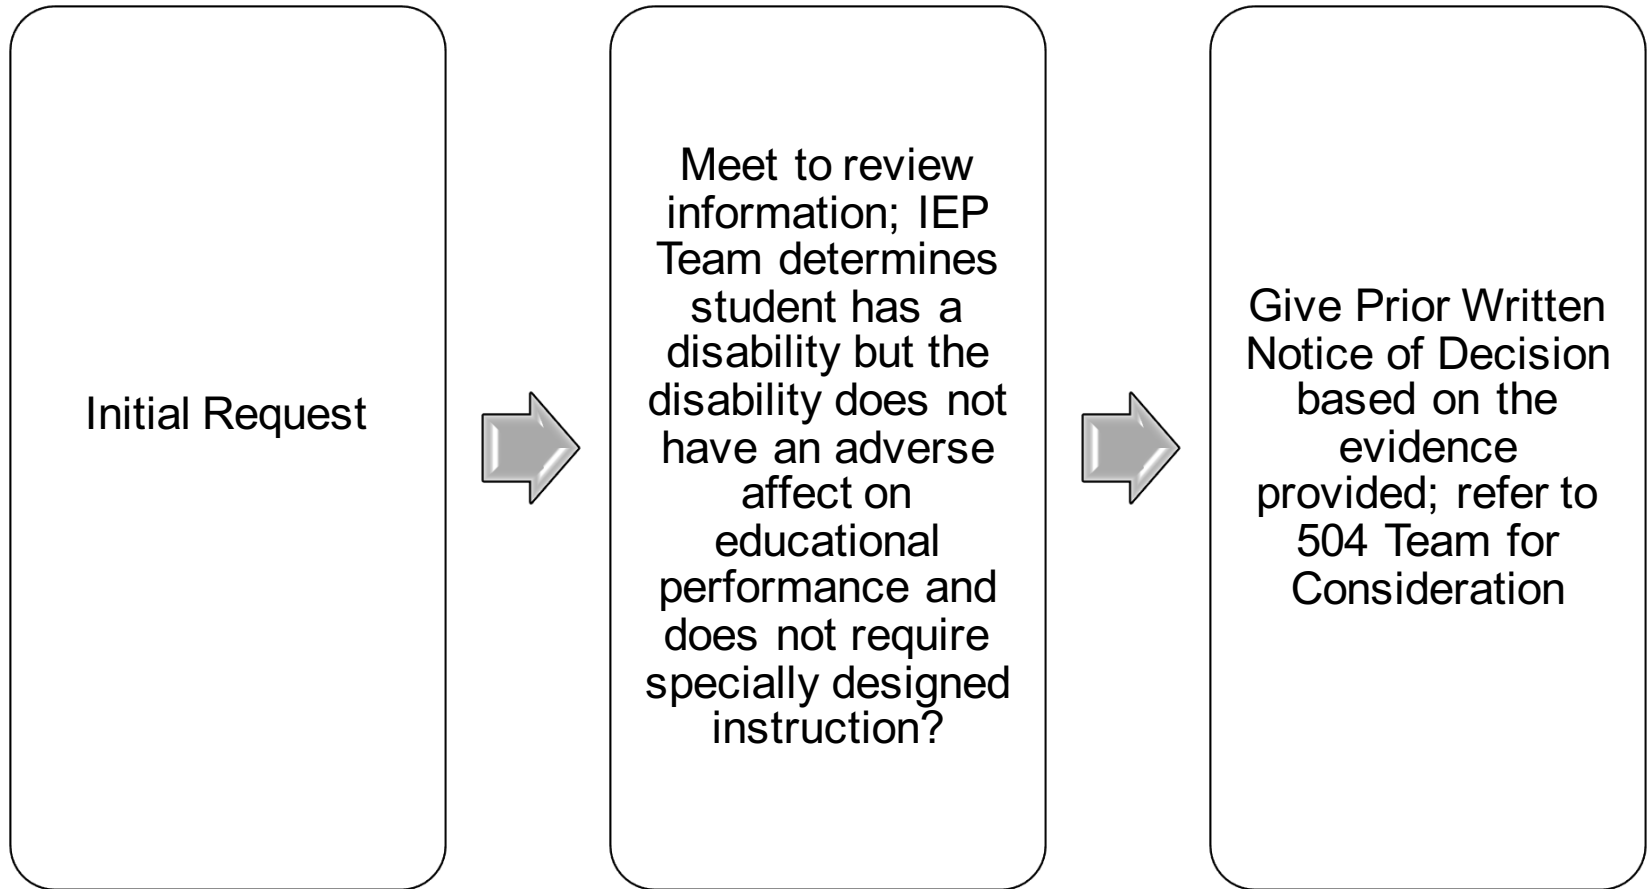 Initial Request
Meet to review
information; IEP
Team determines
student has a
disability but the
disability does not
have an adverse
affect on
educational
performance and
does not require
specially designed
instruction?
Give Prior Written
Notice of Decision
based on the
evidence
provided; refer to
504 Team for
Consideration